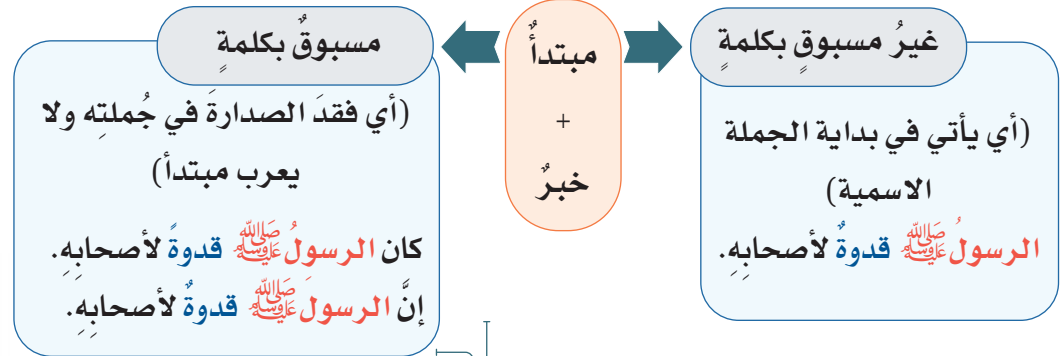 غيرُ مسبوقٍ بكلمةٍ
(أي يأتي في بداية الجملة
الاسمية)
الرسولُ ﷺ قدوةٌ لأصحابِهِ.
مبتدأٌ
+
خبرٌ
مسبوقٌ بكلمةٍ
(أي فقدَ الصدارةَ في جُملتِه ولا
يعرب مبتدأ)
كان الرسولُ ﷺ قدوةً لأصحابِهِ.
إنَّ الرسولَ ﷺ قدوةٌ لأصحابِهِ.